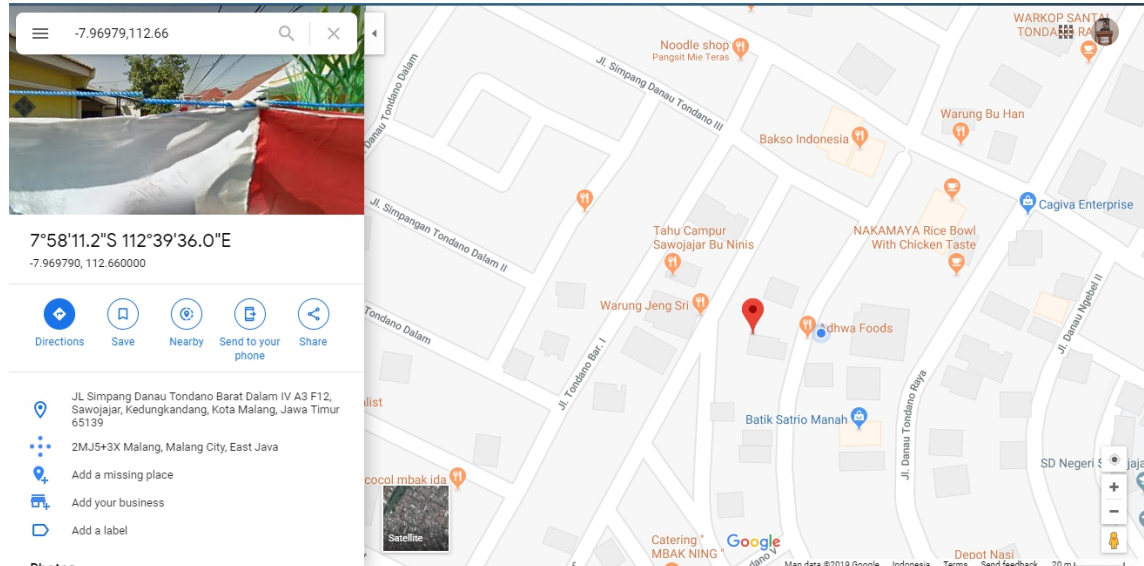 -7.96979,112.66
7°58'11.2"S 112°39'36.0"E
-7.969790, 112.660000
Directions
Save
Nearby
Send to your
phone
Share
JL Simpang Danau Tondano Barat Dalam IV A3 F12,
Sawojajar, Kedungkandang, Kota Malang, Jawa Timur
65139
2MJ5+3X Malang, Malang City, East Java
Add a missing place
Add your business
Add a label
WARKOP SANTAI
Noodle shop
Pangsit Mie Teras
Jl. Simpang Danau Tondano III
Danau Tondano Dalam
Warung Bu Han
Bakso Indonesia
Cagiva Enterprise
Jl. Simpangan Tondano Dalam II
Tahu Campur
Sawojajar Bu Ninis
NAKAMAYA Rice Bowl
With Chicken Taste
Warung Jeng Sri
Adhwa Foods
Tondano Dalam
Jl. Tondano Bar. I
Jl. Danau Ngebel II
Jl. Danau Tondano Raya
Batik Satrio Manah
SD Negeri
cocol mbak ida
Satellite
Catering "
MBAK NING "
Google
Depot Nasi
Map data ©2019 Google Indonesia Terms Send feedback 20 m